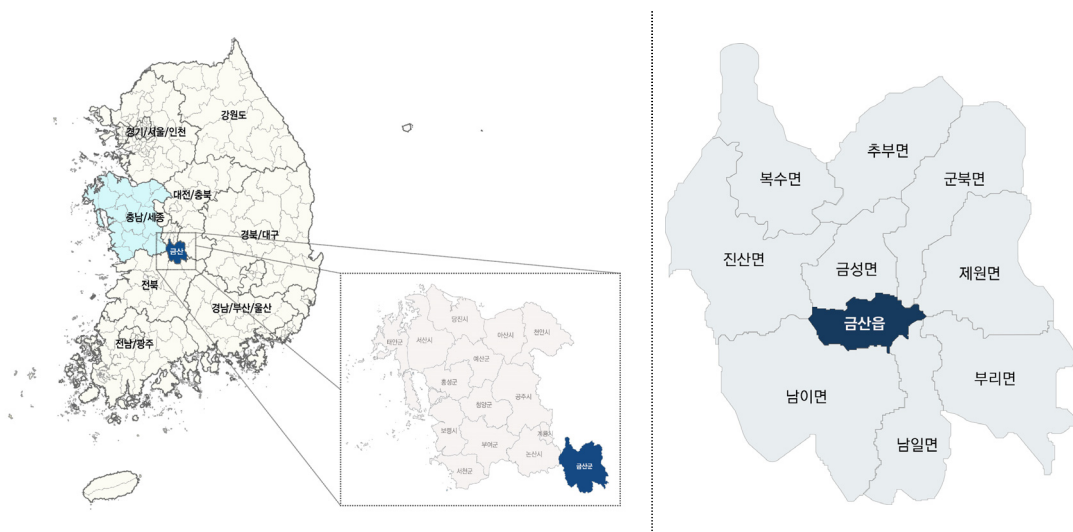 강원도
경기/서울/인천
대전/충북
충남/세종
경북/대구
금산
전북
경남/부산/울산
전남/광주
당진시
아산시
천안시
태안군
서산시
예산군
홍성군
공주시
청양군
보령시
계룡시
부여군
논산시
서천군
금산군
추부면
복수면
군북면
진산면
금성면
제원면
금산읍
부리면
남이면
남일면